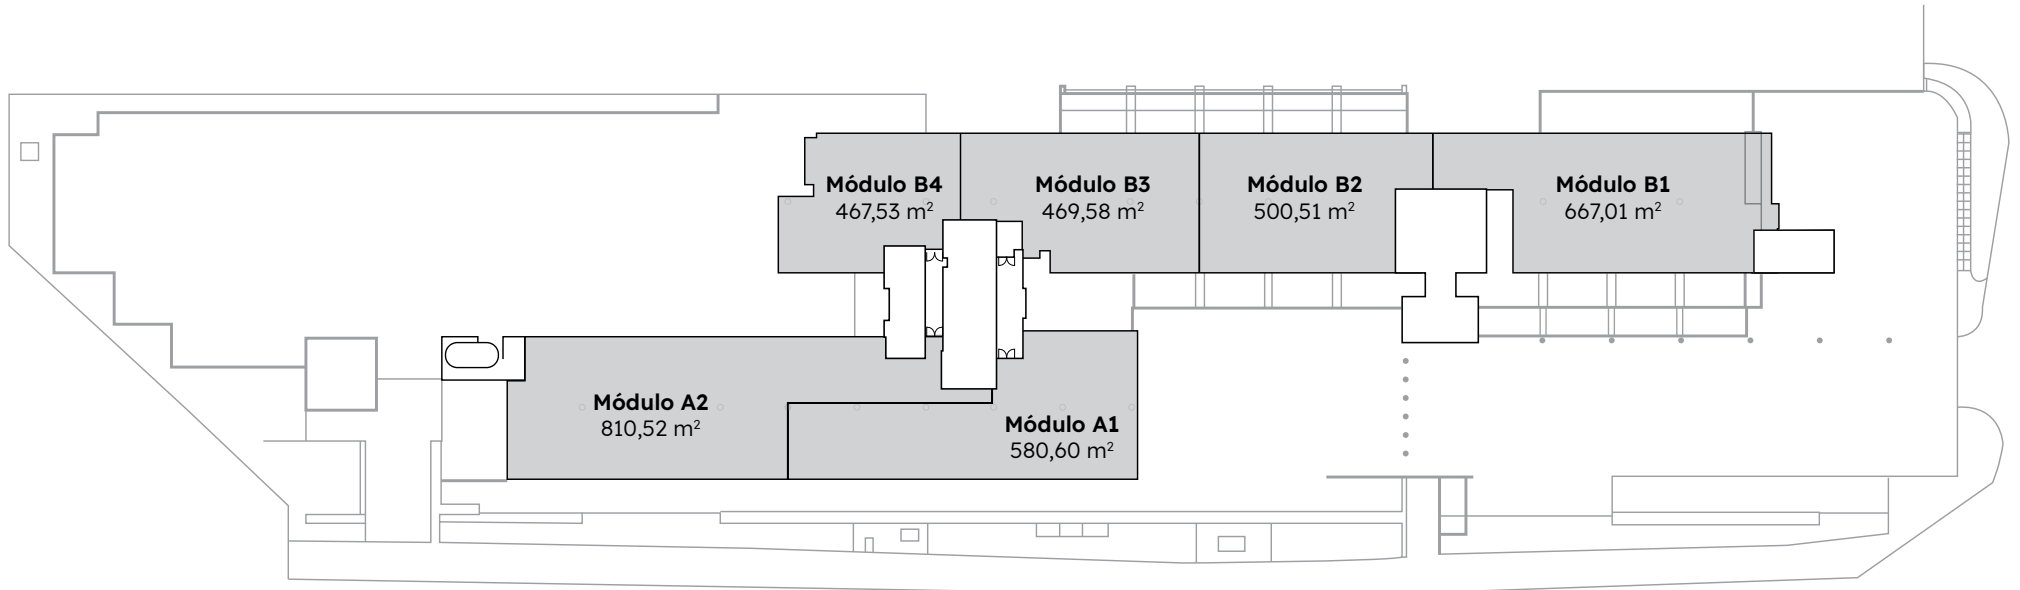 Módulo B4
467,53 m²
Módulo B3
469,58 m²
Módulo B2
500,51 m²
Módulo B1
667,01 m²
Módulo A2
810,52 m²
Módulo A1
580,60 m²